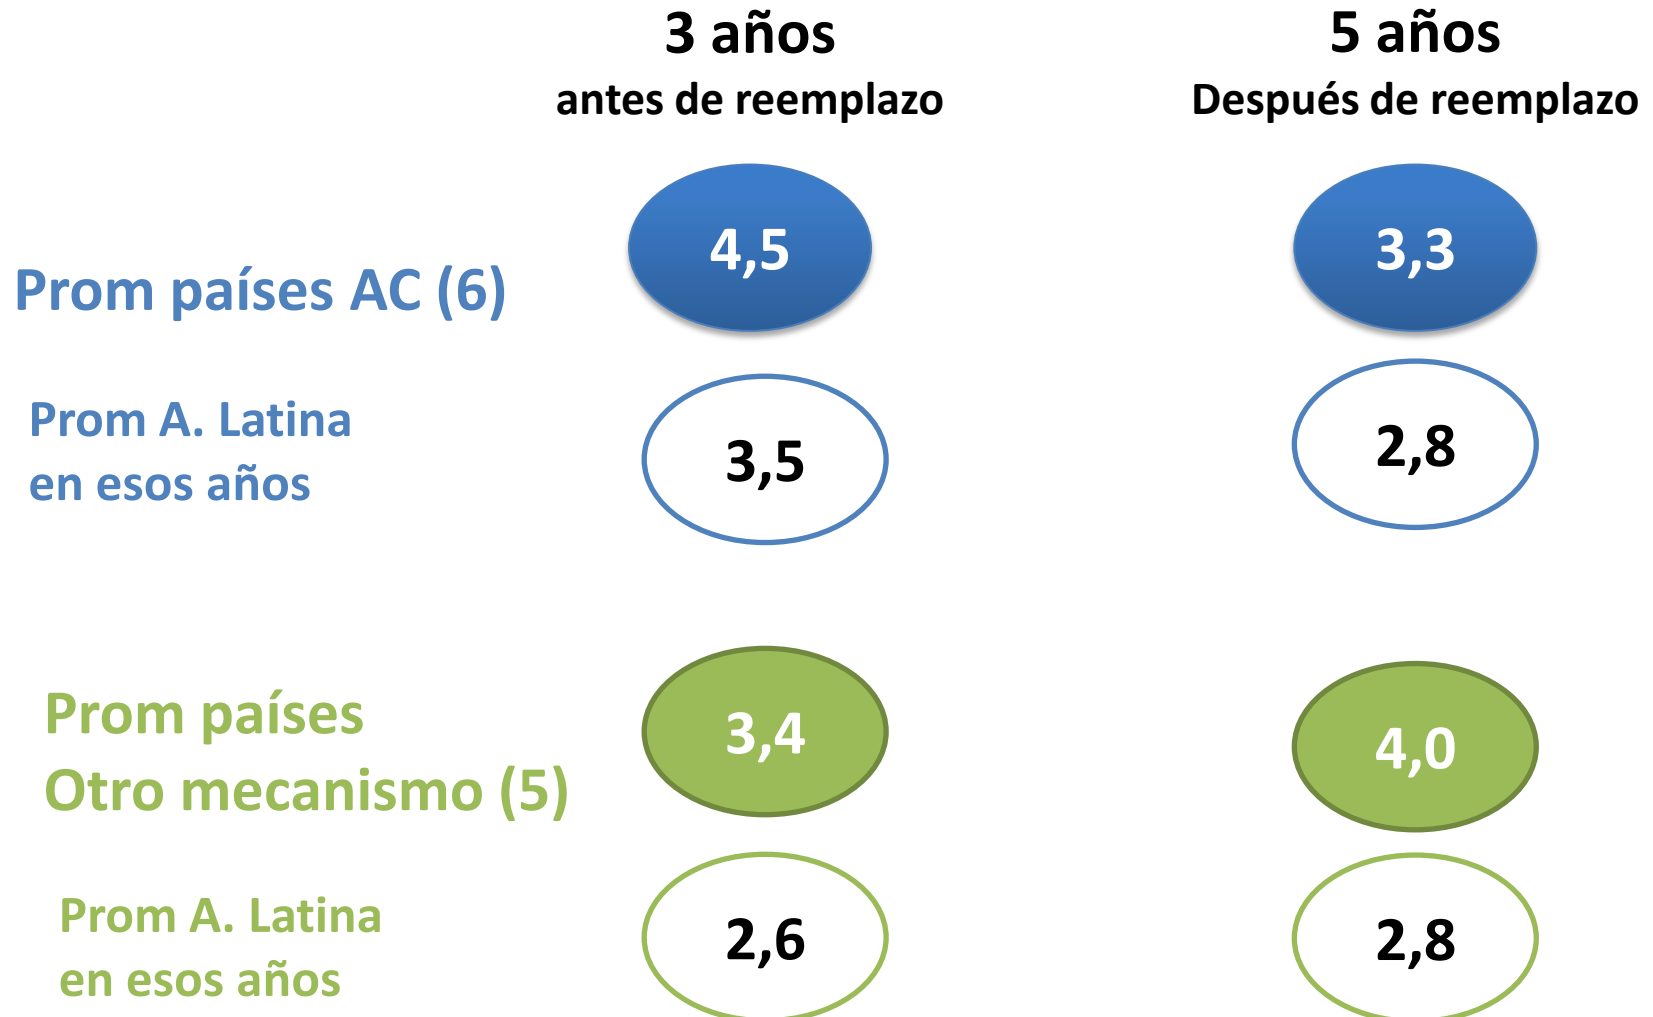 3 años
antes de reemplazo
5 años
Después de reemplazo
Prom países AC (6)
4,5
3,3
Prom A. Latina
en esos años
3,5
2,8
Prom países
Otro mecanismo (5)
3,4
4,0
Prom A. Latina
en esos años
2,6
2,8